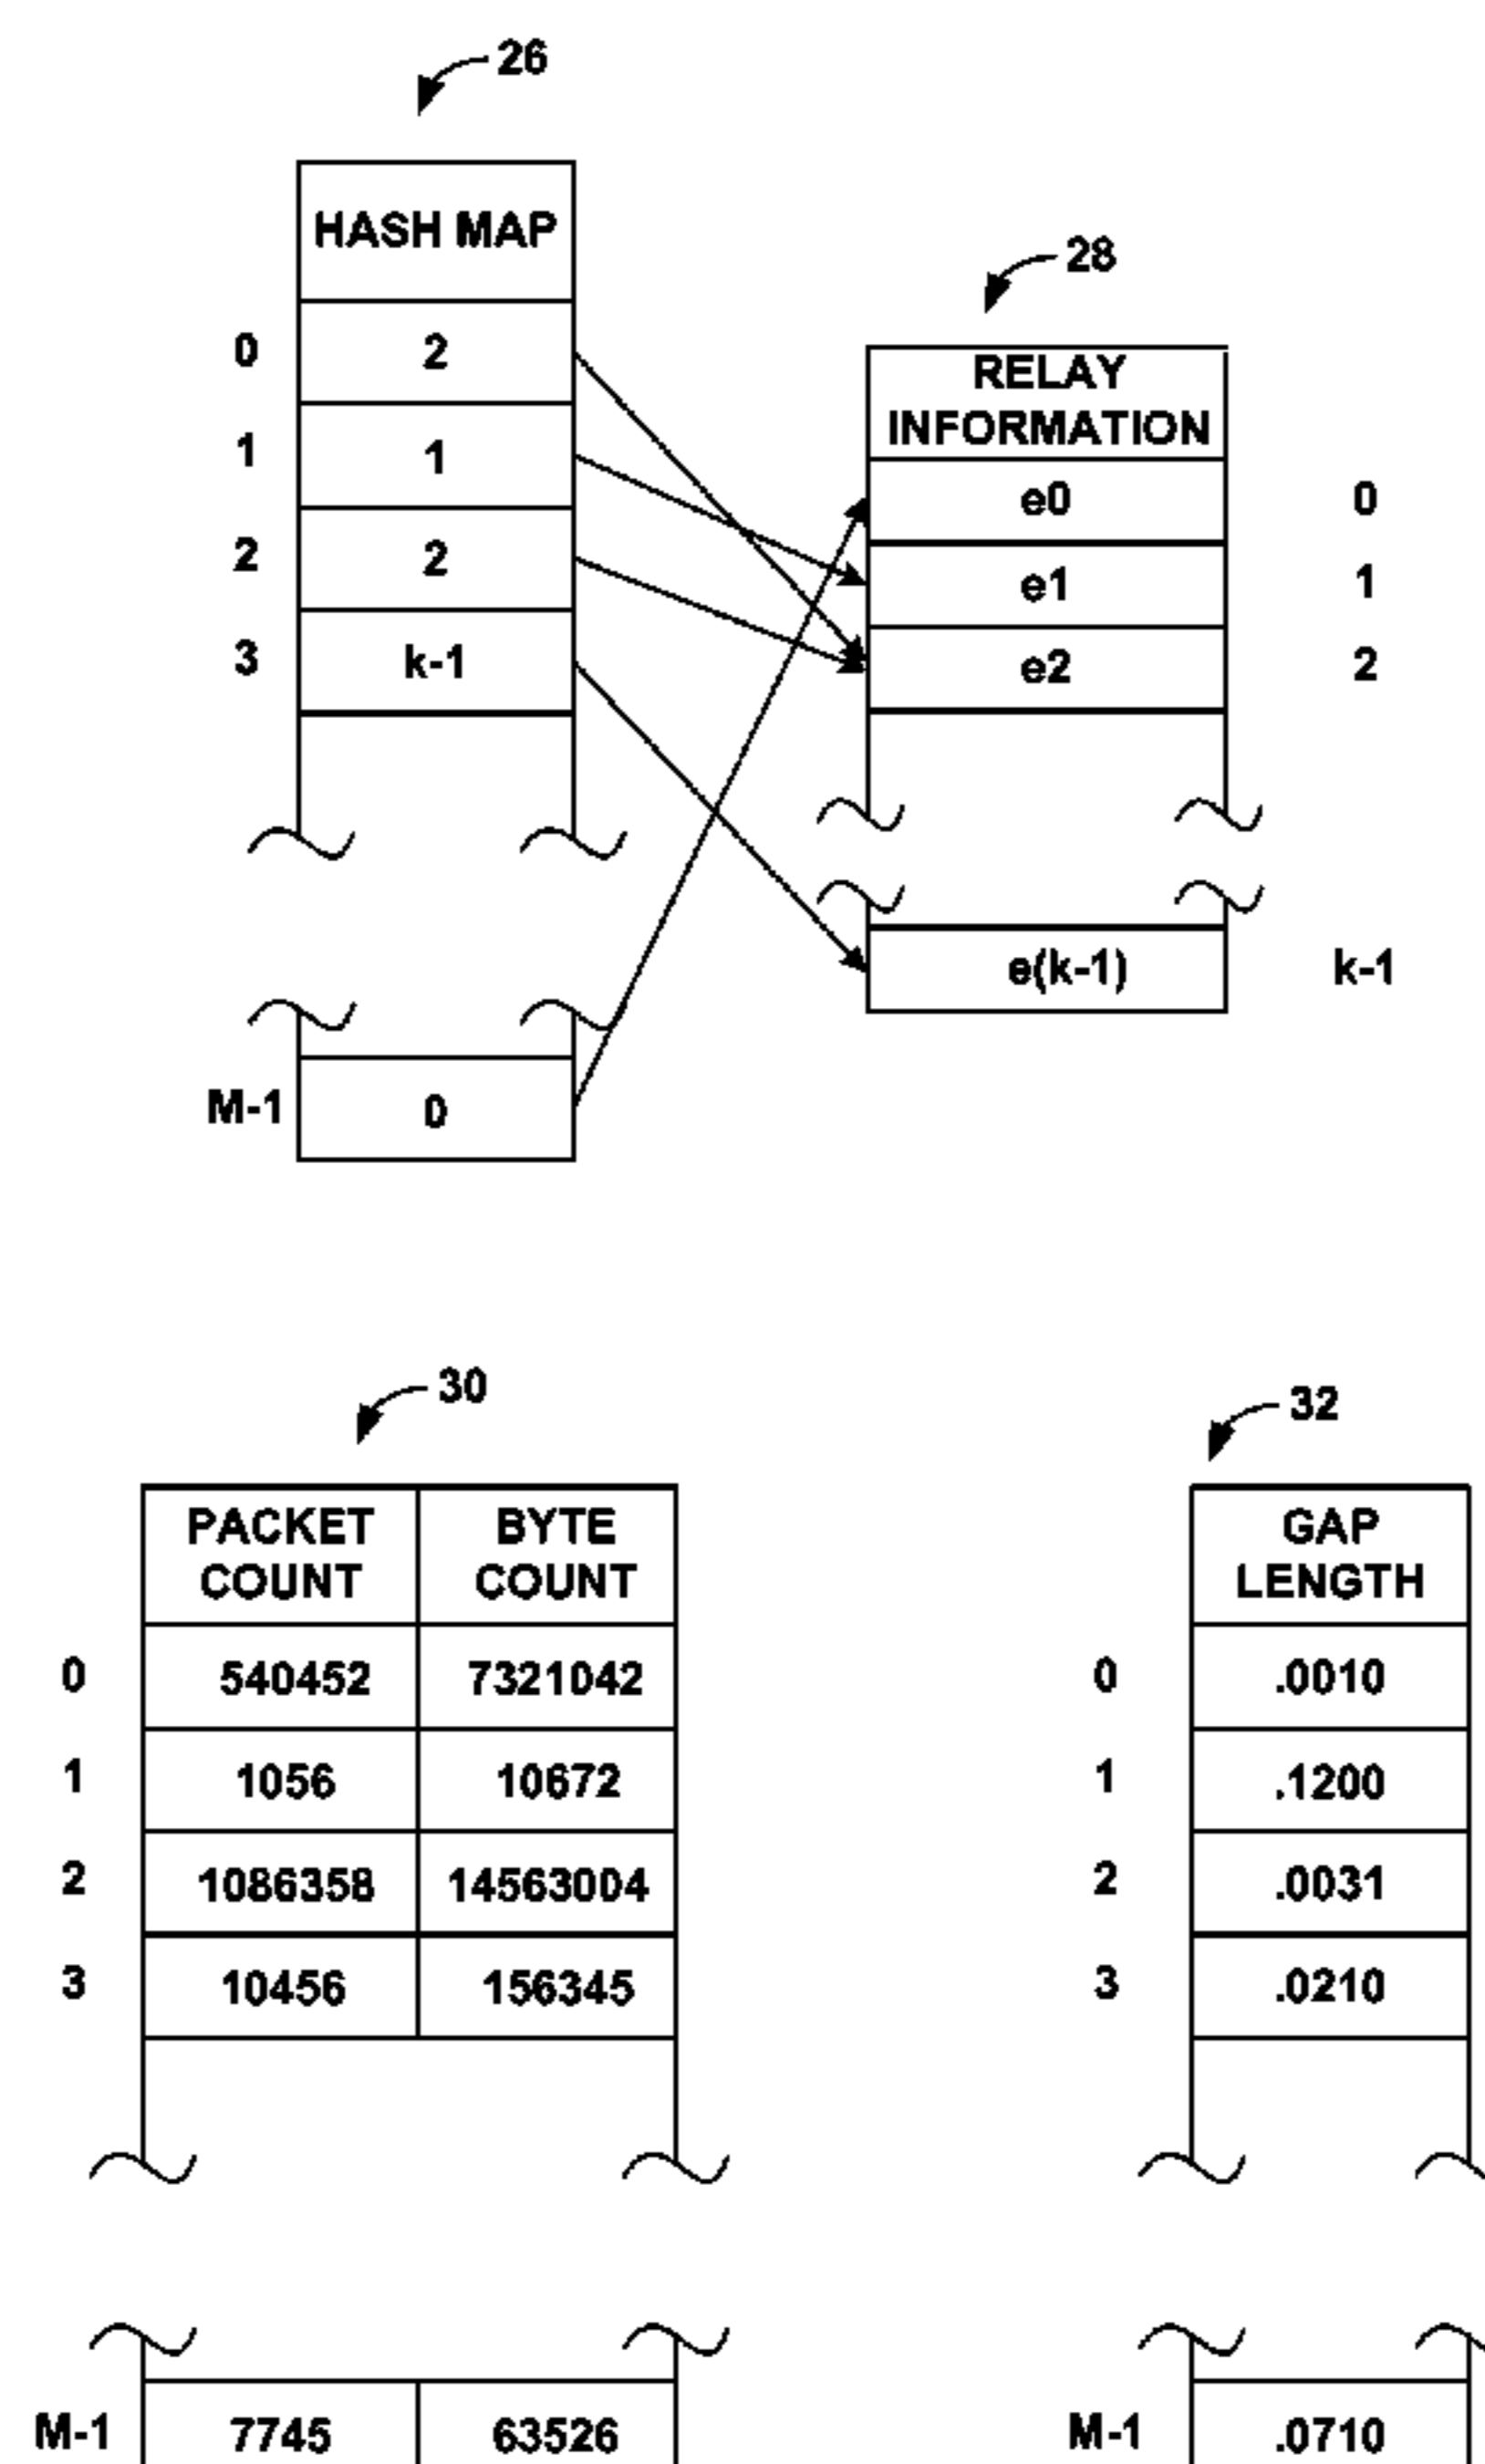 26
HASH MAP
28
0 2
RELAY
INFORMATION
1 1
e0 0
2 2
e1 1
3 k-1
e2 2
e(k-1) k-1
M-1 0
30
32
PACKET COUNT BYTE COUNT
GAP LENGTH
0 540452 7321042 0 .0010
1 1056 10672 1 .1200
2 1086358 14563004 2 .0031
3 10456 156345 3 .0210
M-1 7745 63526 M-1 .0710